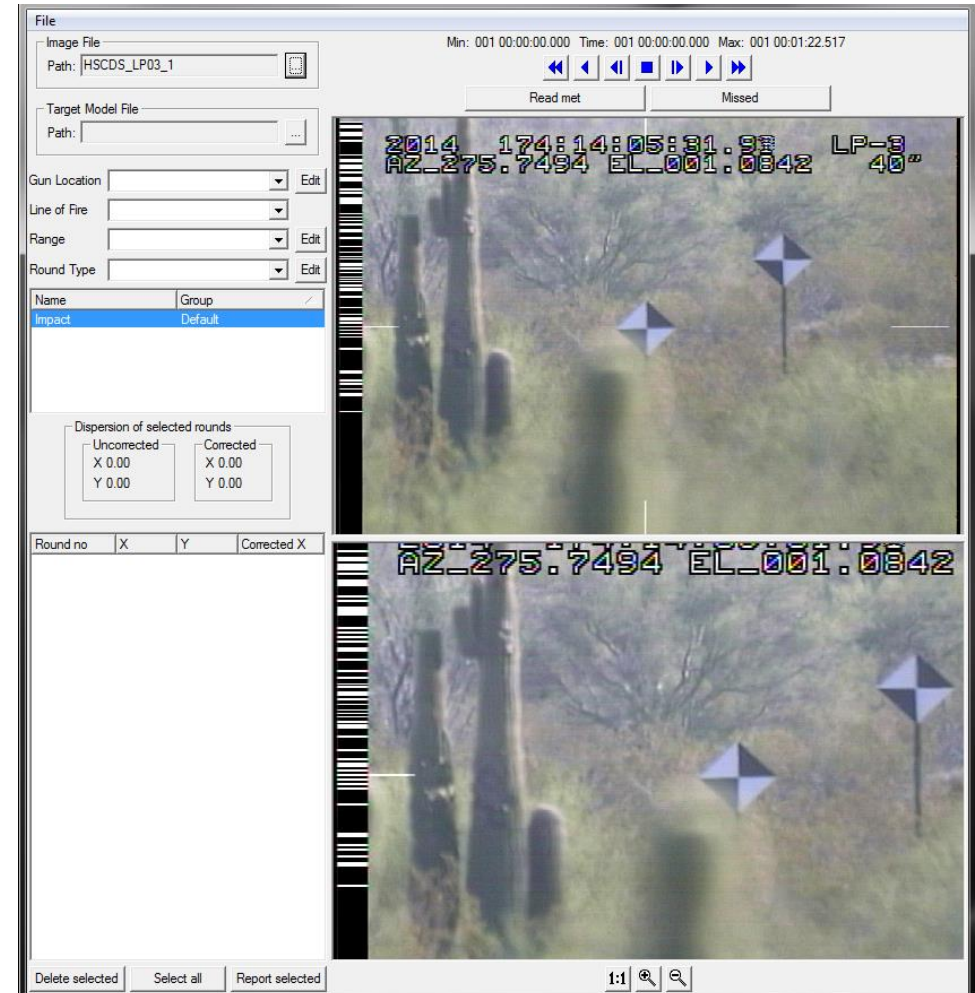 File
Image File
Path: HSCDS_LP03_1
...
Target Model File
Path:
...
Gun Location Edit
Line of Fire
Range Edit
Round Type Edit
Name Group
Impact Default
Dispersion of selected rounds
Uncorrected Corrected
X 0.00 X 0.00
Y 0.00 Y 0.00
Round no X Y Corrected X
Delete selected Select all Report selected
Min: 001 00:00:00.000 Time: 001 00:00:00.000 Max: 001 00:01:22.517
Read met Missed
2014 174:14:05:31. LP-3
AZ_275.7494 EL_001.0842 40"
AZ_275.7494 EL_001.0842
1:1